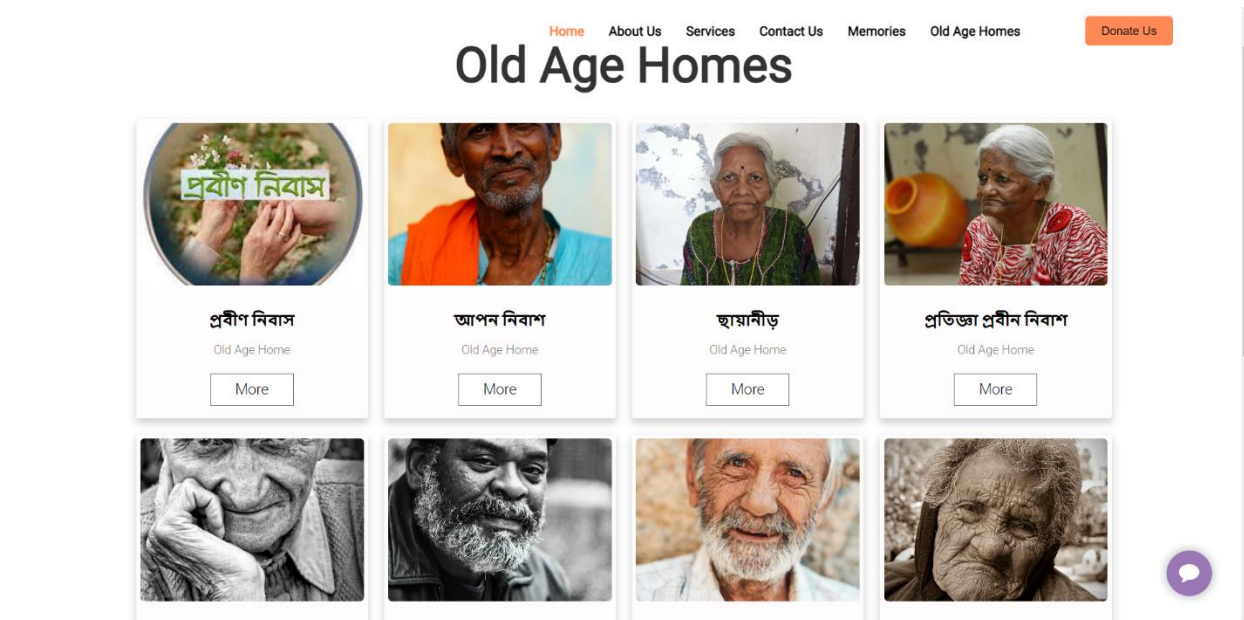 Home About Us Services Contact Us Memories Old Age Homes Donate Us
Old Age Homes
প্রবীণ নিবাস
প্রবীণ নিবাস আপন নিবাশ ছায়ানীড় প্রতিজ্ঞা প্রবীন নিবাশ
Old Age Home Old Age Home Old Age Home Old Age Home
More More More More